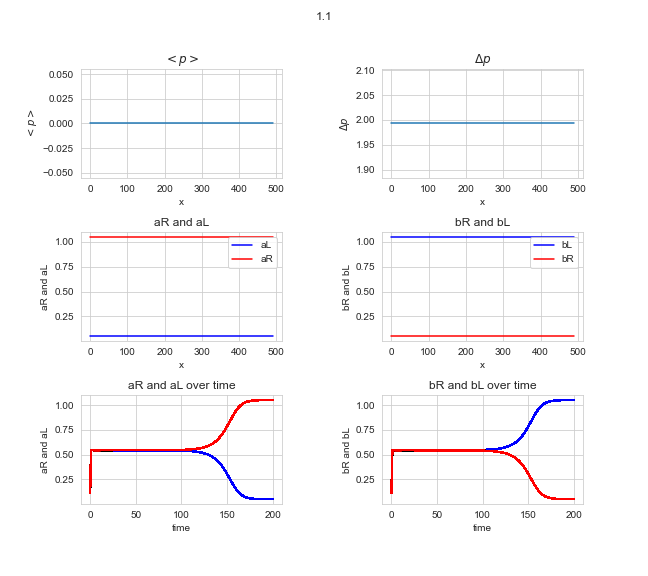 1.1
< p >
Δp
< p >
0.050
0.025
0.000
−0.025
−0.050
0 100 200 300 400 500
x
Δp
2.10
2.05
2.00
1.95
1.90
0 100 200 300 400 500
x
aR and aL
bR and bL
aR and aL
1.00
0.75
0.50
0.25
aL
aR
0 100 200 300 400 500
x
bR and bL
1.00
0.75
0.50
0.25
bL
bR
0 100 200 300 400 500
x
aR and aL over time
bR and bL over time
aR and aL
1.00
0.75
0.50
0.25
0 50 100 150 200
time
bR and bL
1.00
0.75
0.50
0.25
0 50 100 150 200
time